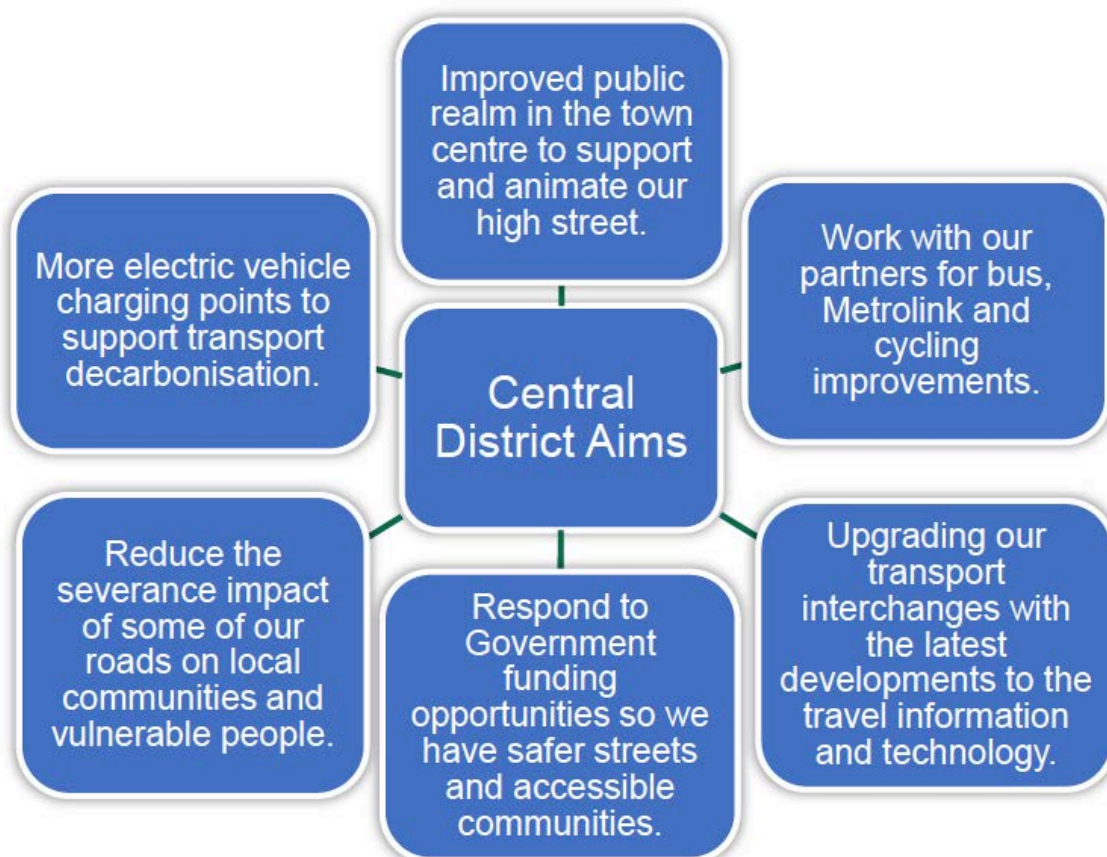 Improved public
realm in the town
centre to support
and animate our
high street.
Work with our
partners for bus,
Metrolink and
cycling
improvements.
Upgrading our
transport
interchanges with
the latest
developments to the
travel information
and technology.
Respond to
Government
funding
opportunities so we
have safer streets
and accessible
communities.
Reduce the
severance impact
of some of our
roads on local
communities and
vulnerable people.
More electric vehicle
charging points to
support transport
decarbonisation.
Central
District Aims